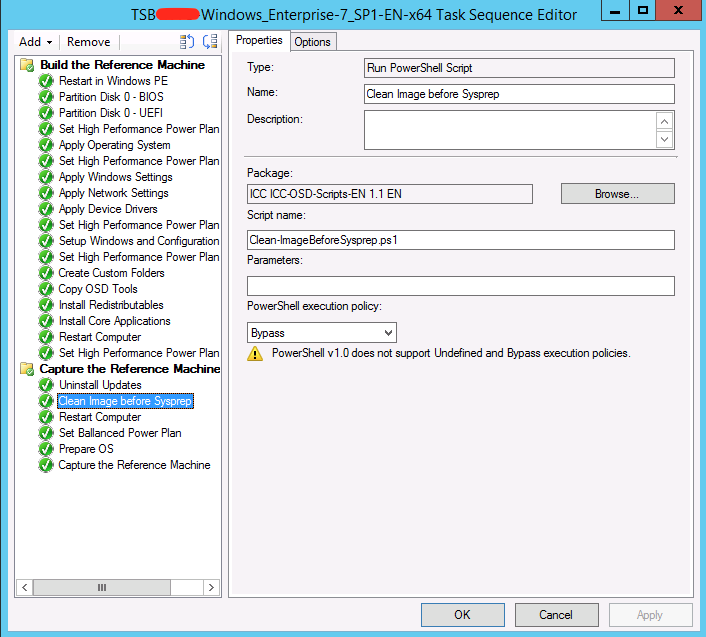 TSB Windows_Enterprise-7_SP1-EN-x64 Task Sequence Editor
Add Remove
Properties Options
Build the Reference Machine
Restart in Windows PE
Partition Disk 0 - BIOS
Partition Disk 0 - UEFI
Set High Performance Power Plan
Apply Operating System
Set High Performance Power Plan
Apply Windows Settings
Apply Network Settings
Apply Device Drivers
Set High Performance Power Plan
Setup Windows and Configuration
Set High Performance Power Plan
Create Custom Folders
Copy OSD Tools
Install Redistributables
Install Core Applications
Restart Computer
Set High Performance Power Plan
Capture the Reference Machine
Uninstall Updates
Clean Image before Sysprep
Restart Computer
Set Ballanced Power Plan
Prepare OS
Capture the Reference Machine
Type:
Run PowerShell Script
Name:
Clean Image before Sysprep
Description:
Package:
ICC ICC-OSD-Scripts-EN 1.1 EN
Browse...
Script name:
Clean-ImageBeforeSysprep.ps1
Parameters:
PowerShell execution policy:
Bypass
PowerShell v1.0 does not support Undefined and Bypass execution policies.
OK
Cancel
Apply